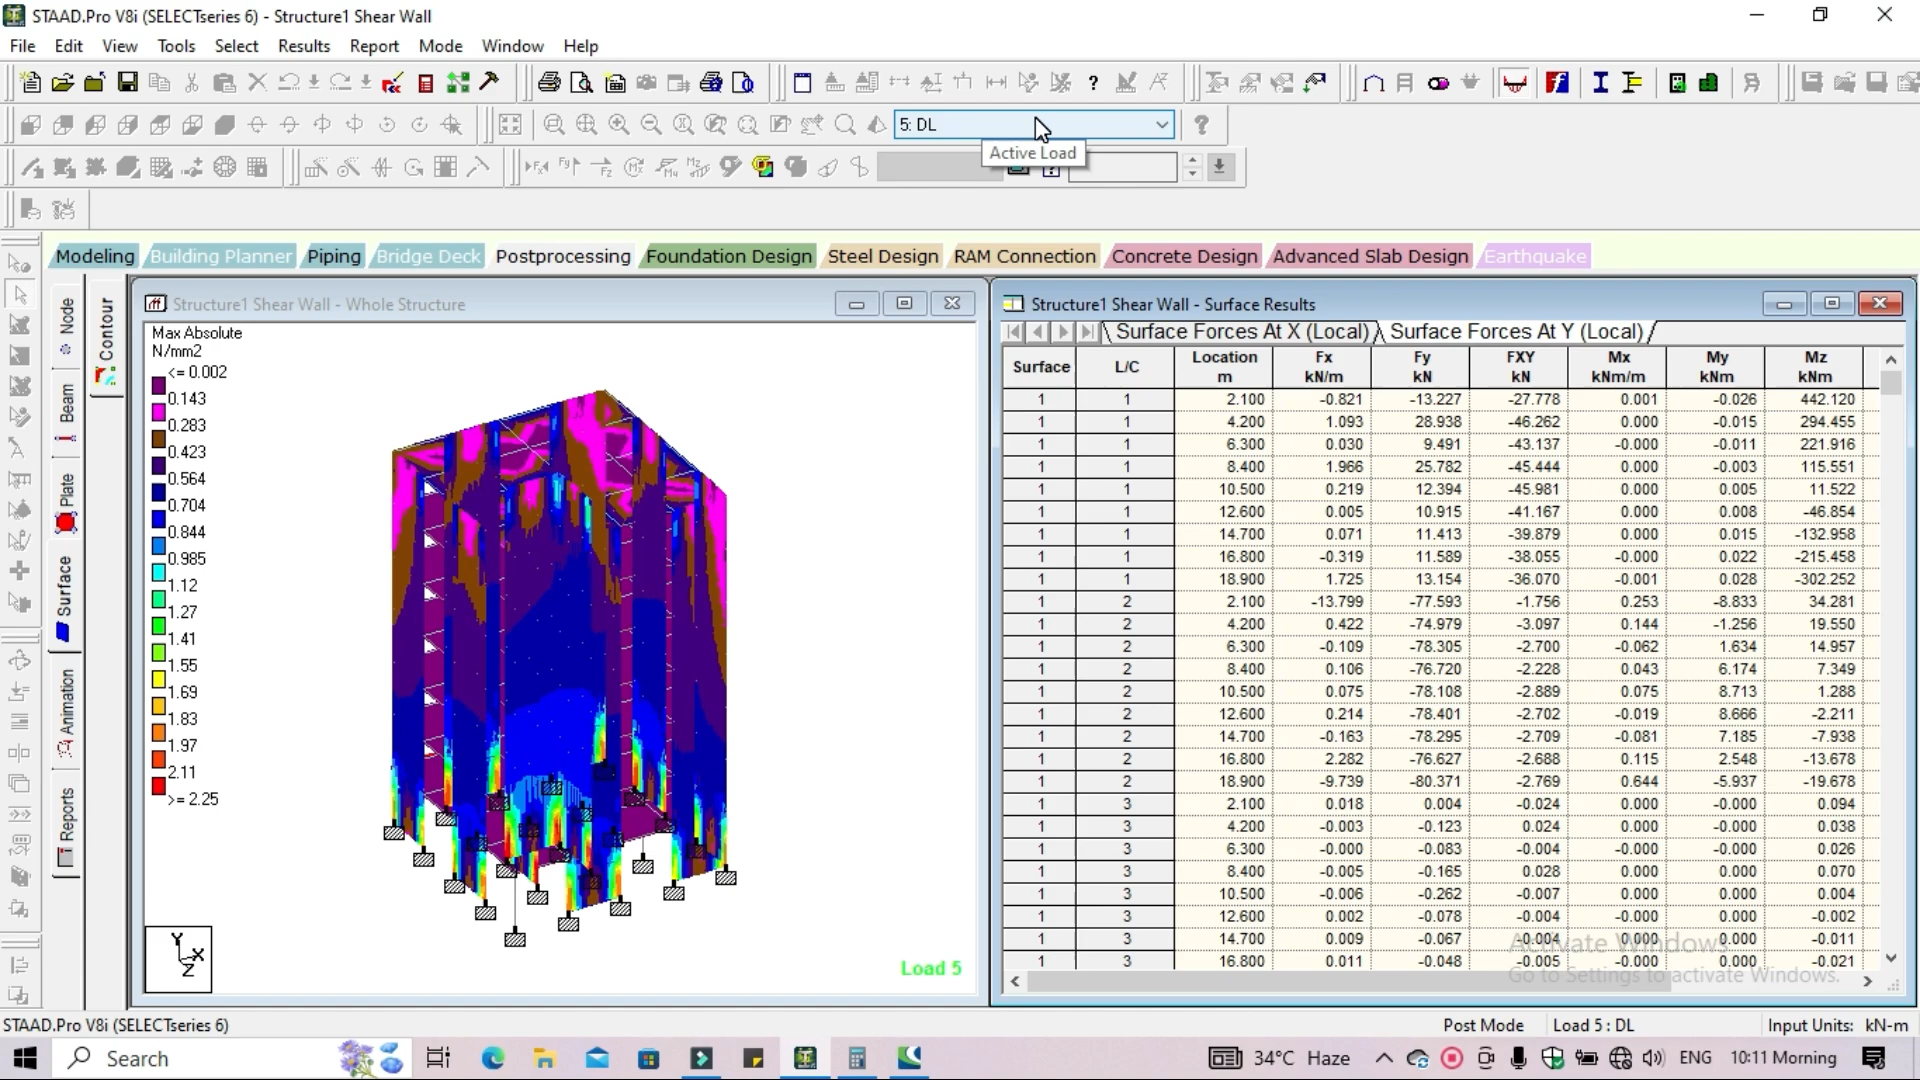 STAAD.Pro V8i (SELECTseries 6) - Structure1 Shear Wall
File Edit View Tools Select Results Report Mode Window Help
5: DL
Active Load
Modeling Building Planner Piping Bridge Deck Postprocessing Foundation Design Steel Design RAM Connection Concrete Design Advanced Slab Design Earthquake
Node
Beam
Plate
Surface
Animation
Reports
Contour
Structure1 Shear Wall - Whole Structure
Max Absolute
N/mm2
<= 0.002
0.143
0.283
0.423
0.564
0.704
0.844
0.985
1.12
1.27
1.41
1.55
1.69
1.83
1.97
2.11
>= 2.25
Y
X
Z
Load 5
Structure1 Shear Wall - Surface Results
Surface Forces At X (Local) Surface Forces At Y (Local)
Surface L/C Location m Fx kN/m Fy kN FXY kN Mx kNm/m My kNm Mz kNm
1 1 2.100 -0.821 -13.227 -27.778 0.001 -0.026 442.120
1 1 4.200 1.093 28.938 -46.262 0.000 -0.015 294.455
1 1 6.300 0.030 9.491 -43.137 -0.000 -0.011 221.916
1 1 8.400 1.966 25.782 -45.444 0.000 -0.003 115.551
1 1 10.500 0.219 12.394 -45.981 0.000 0.005 11.522
1 1 12.600 0.005 10.915 -41.167 0.000 0.008 -46.854
1 1 14.700 0.071 11.413 -39.879 0.000 0.015 -132.958
1 1 16.800 -0.319 11.589 -38.055 -0.000 0.022 -215.458
1 1 18.900 1.725 13.154 -36.070 -0.001 0.028 -302.252
1 2 2.100 -13.799 -77.593 -1.756 0.253 -8.833 34.281
1 2 4.200 0.422 -74.979 -3.097 0.144 -1.256 19.550
1 2 6.300 -0.109 -78.305 -2.700 -0.062 1.634 14.957
1 2 8.400 0.106 -76.720 -2.228 0.043 6.174 7.349
1 2 10.500 0.075 -78.108 -2.889 0.075 8.713 1.288
1 2 12.600 0.214 -78.401 -2.702 -0.019 8.666 -2.211
1 2 14.700 -0.163 -78.295 -2.709 -0.081 7.185 -7.938
1 2 16.800 2.282 -76.627 -2.688 0.115 2.548 -13.678
1 2 18.900 -9.739 -80.371 -2.769 0.644 -5.937 -19.678
1 3 2.100 0.018 0.004 -0.024 0.000 -0.000 0.094
1 3 4.200 -0.003 -0.123 0.024 0.000 -0.000 0.038
1 3 6.300 -0.000 -0.083 -0.004 0.000 0.000 0.026
1 3 8.400 -0.005 -0.165 0.028 0.000 0.000 0.070
1 3 10.500 -0.006 -0.262 -0.007 0.000 0.000 0.004
1 3 12.600 0.002 -0.078 -0.004 -0.000 0.000 -0.002
1 3 14.700 0.009 -0.067 -0.004 0.000 0.000 -0.011
1 3 16.800 0.011 -0.048 -0.005 -0.000 0.000 -0.021
Activate Windows
Go to Settings to activate Windows.
STAAD.Pro V8i (SELECTseries 6) Post Mode Load 5 : DL Input Units: kN-m
Search 34°C Haze ENG 10:11 Morning